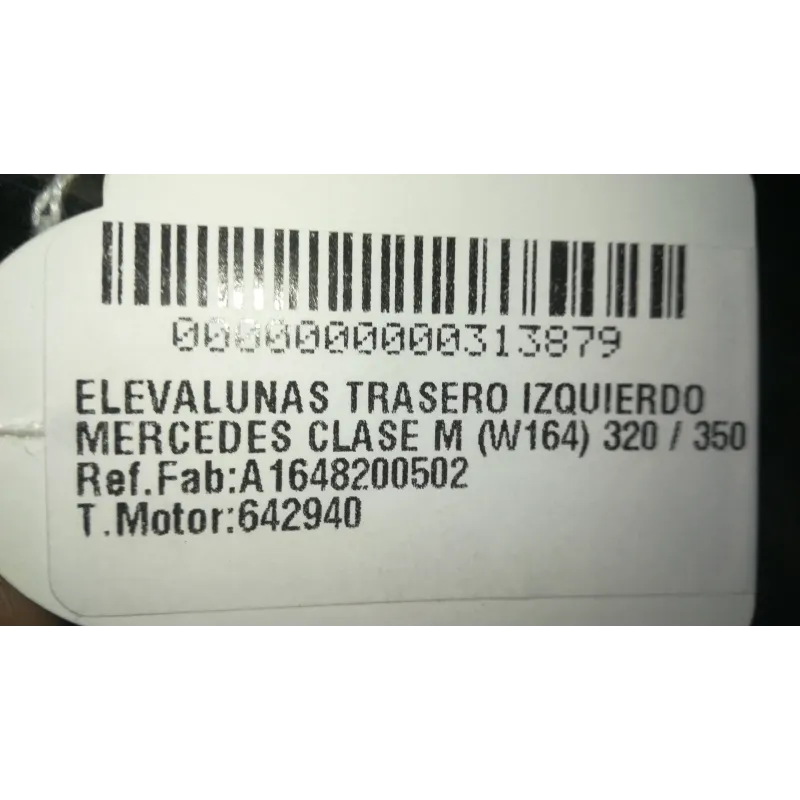 0000000000313879
ELEVALUNAS TRASERO IZQUIERDO
MERCEDES CLASE M (W164) 320 / 350
Ref.Fab:A1648200502
T.Motor:642940